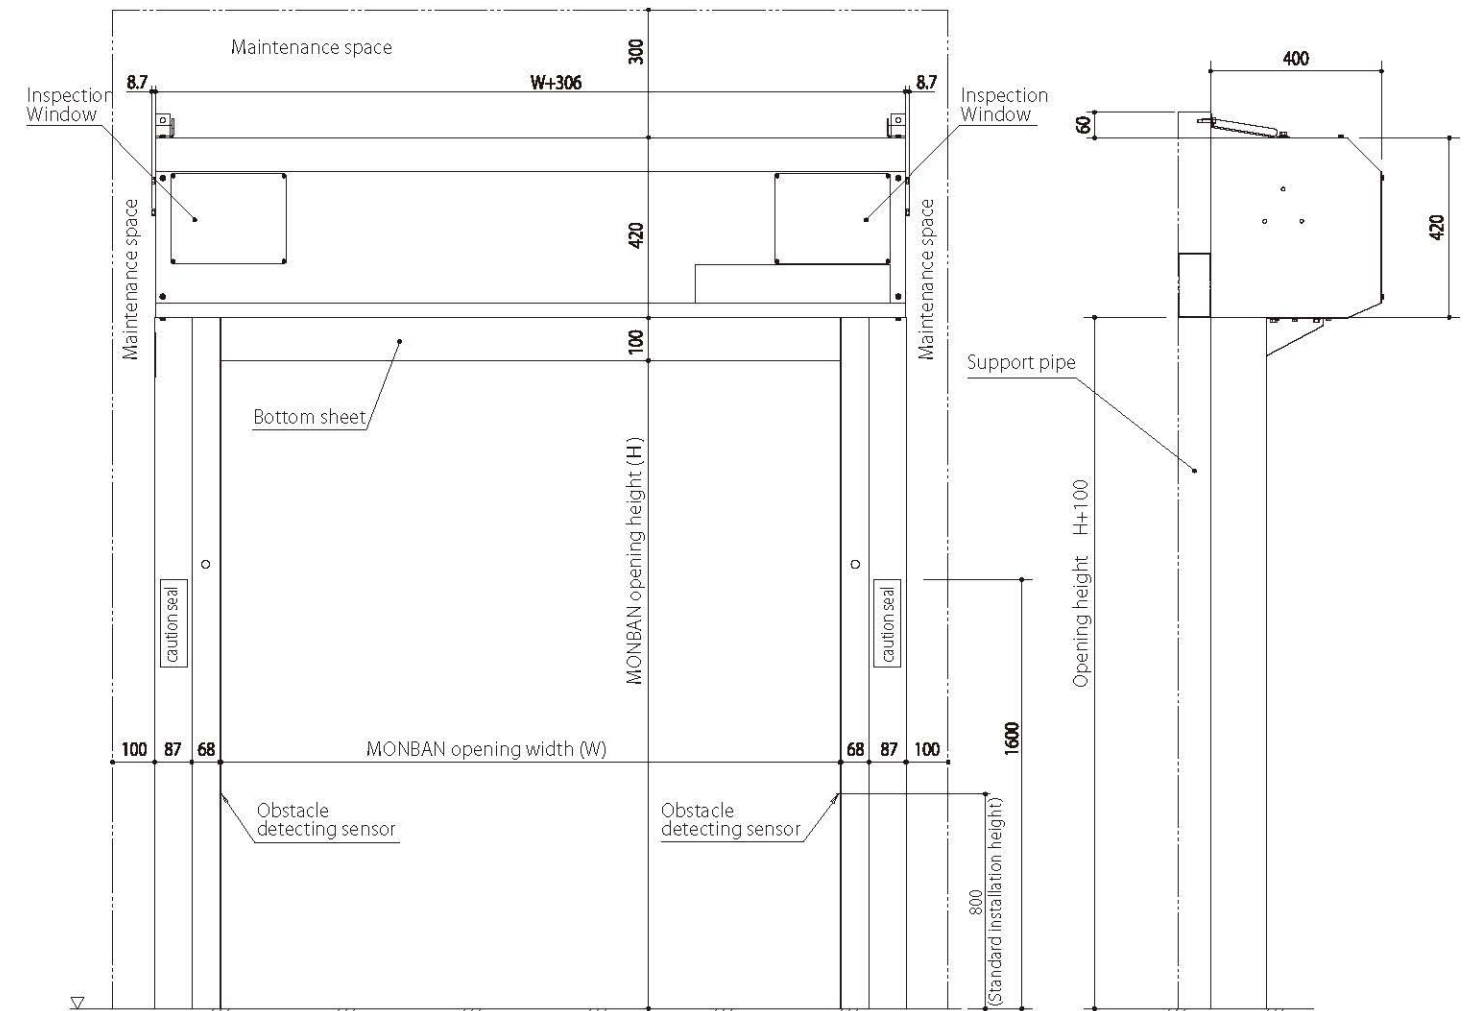 Maintenance space
300
400
8.7
W+306
8.7
Inspection
Window
Inspection
Window
60
Maintenance space
420
Maintenance space
420
100
Support pipe
Bottom sheet
MONBAN opening height (H)
Opening height H+100
caution seal
caution seal
1600
100
87
68
MONBAN opening width (W)
68
87
100
Obstacle
detecting sensor
Obstacle
detecting sensor
800
(Standard installation height)